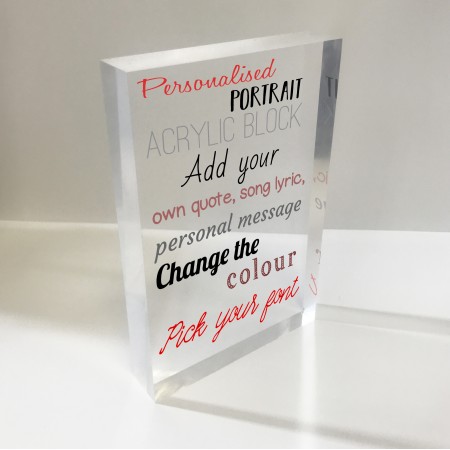 Personalised
PORTRAIT
ACRYLIC BLOCK
Add your
own quote, song lyric,
personal message
Change the
colour
Pick your font